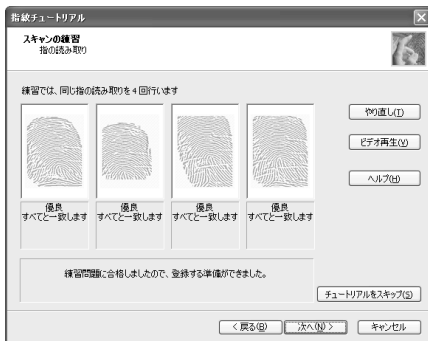 指紋チュートリアル
スキャンの練習
指の読み取り
練習では、同じ指の読み取りを4回行います
やり直し(T)
ビデオ再生(V)
ヘルプ(H)
優良
すべてと一致します
優良
すべてと一致します
優良
すべてと一致します
優良
すべてと一致します
練習問題に合格しましたので、登録する準備ができました。
チュートリアルをスキップ(S)
< 戻る(B)
次へ(N) >
キャンセル